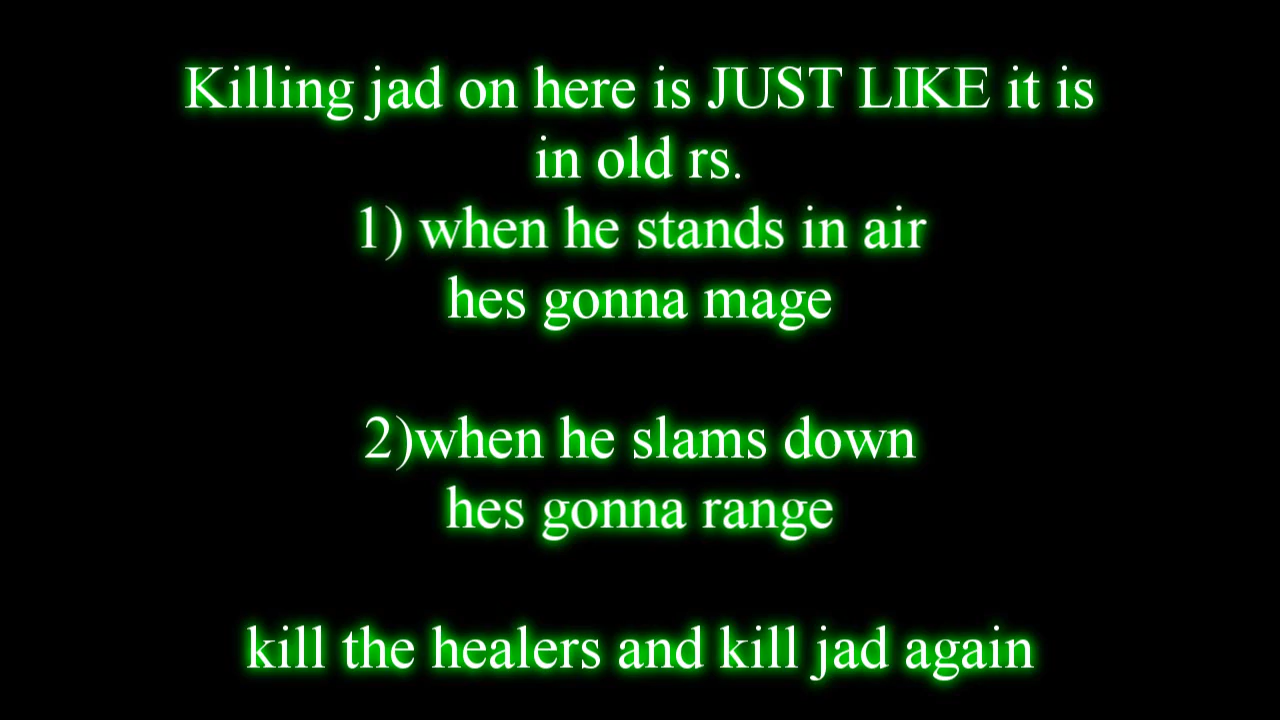 Killing jad on here is JUST LIKE it is
in old rs.
1) when he stands in air
hes gonna mage
2)when he slams down
hes gonna range
kill the healers and kill jad again